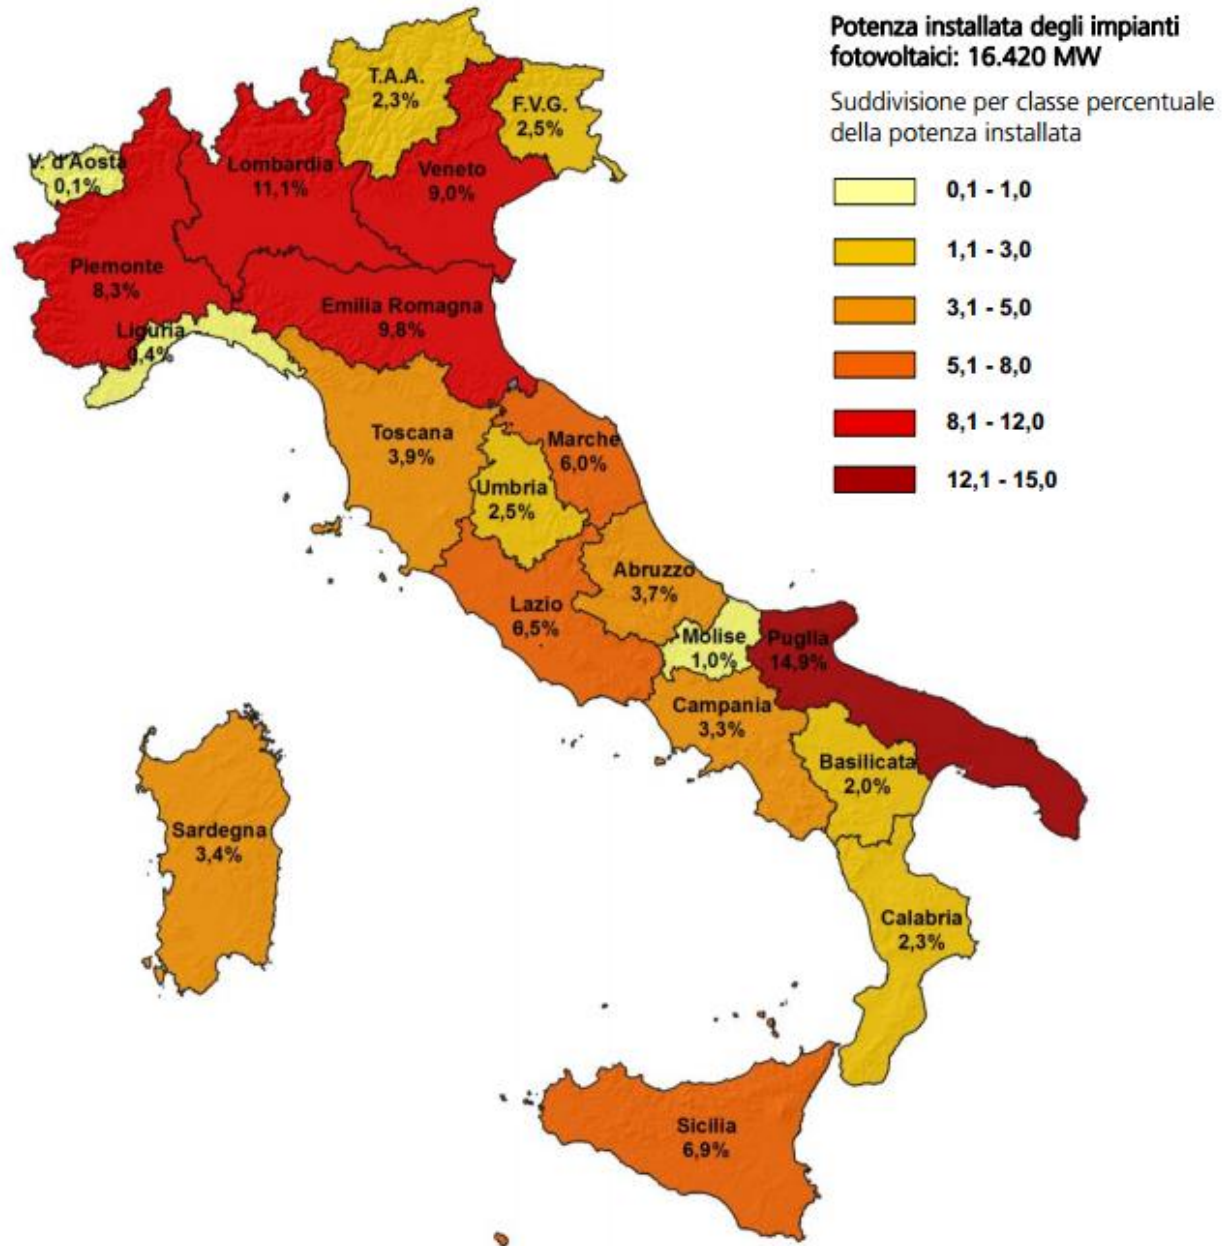 Potenza installata degli impianti
fotovoltaici: 16.420 MW
Suddivisione per classe percentuale
della potenza installata
0,1 - 1,0
1,1 - 3,0
3,1 - 5,0
5,1 - 8,0
8,1 - 12,0
12,1 - 15,0
T.A.A.
2,3%
F.V.G.
2,5%
V. d'Aosta
0,1%
Lombardia
11,1%
Veneto
9,0%
Piemonte
8,3%
Emilia Romagna
9,8%
Liguria
0,4%
Toscana
3,9%
Marche
6,0%
Umbria
2,5%
Abruzzo
3,7%
Lazio
6,5%
Molise
1,0%
Puglia
14,9%
Campania
3,3%
Basilicata
2,0%
Sardegna
3,4%
Calabria
2,3%
Sicilia
6,9%